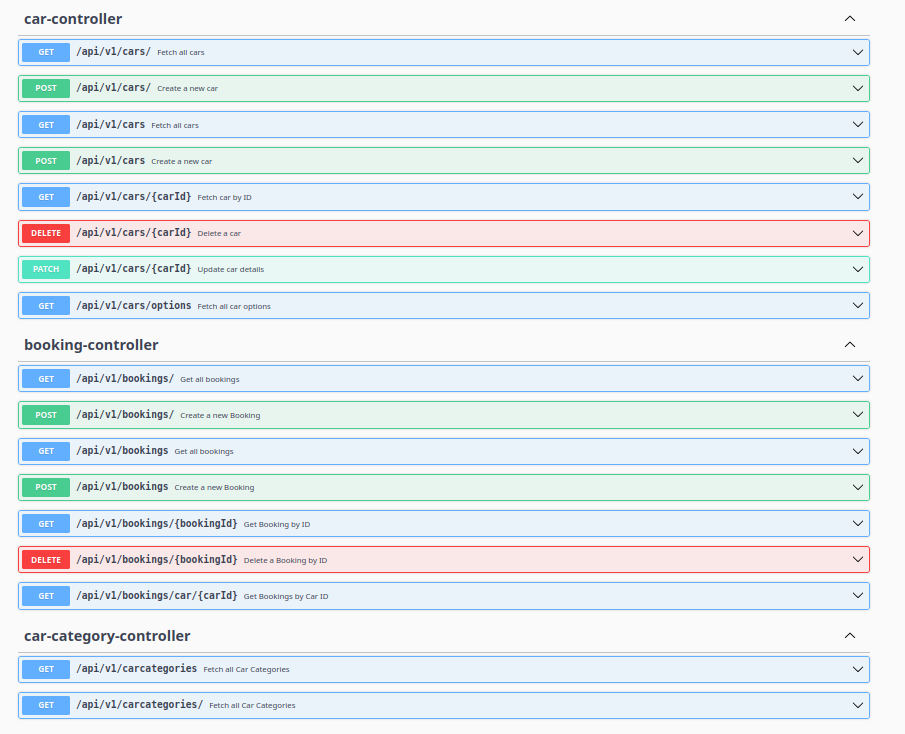 car-controller
GET /api/v1/cars/ Fetch all cars
POST /api/v1/cars/ Create a new car
GET /api/v1/cars Fetch all cars
POST /api/v1/cars Create a new car
GET /api/v1/cars/{carId} Fetch car by ID
DELETE /api/v1/cars/{carId} Delete a car
PATCH /api/v1/cars/{carId} Update car details
GET /api/v1/cars/options Fetch all car options
booking-controller
GET /api/v1/bookings/ Get all bookings
POST /api/v1/bookings/ Create a new Booking
GET /api/v1/bookings Get all bookings
POST /api/v1/bookings Create a new Booking
GET /api/v1/bookings/{bookingId} Get Booking by ID
DELETE /api/v1/bookings/{bookingId} Delete a Booking by ID
GET /api/v1/bookings/car/{carId} Get Bookings by Car ID
car-category-controller
GET /api/v1/carcategories Fetch all Car Categories
GET /api/v1/carcategories/ Fetch all Car Categories